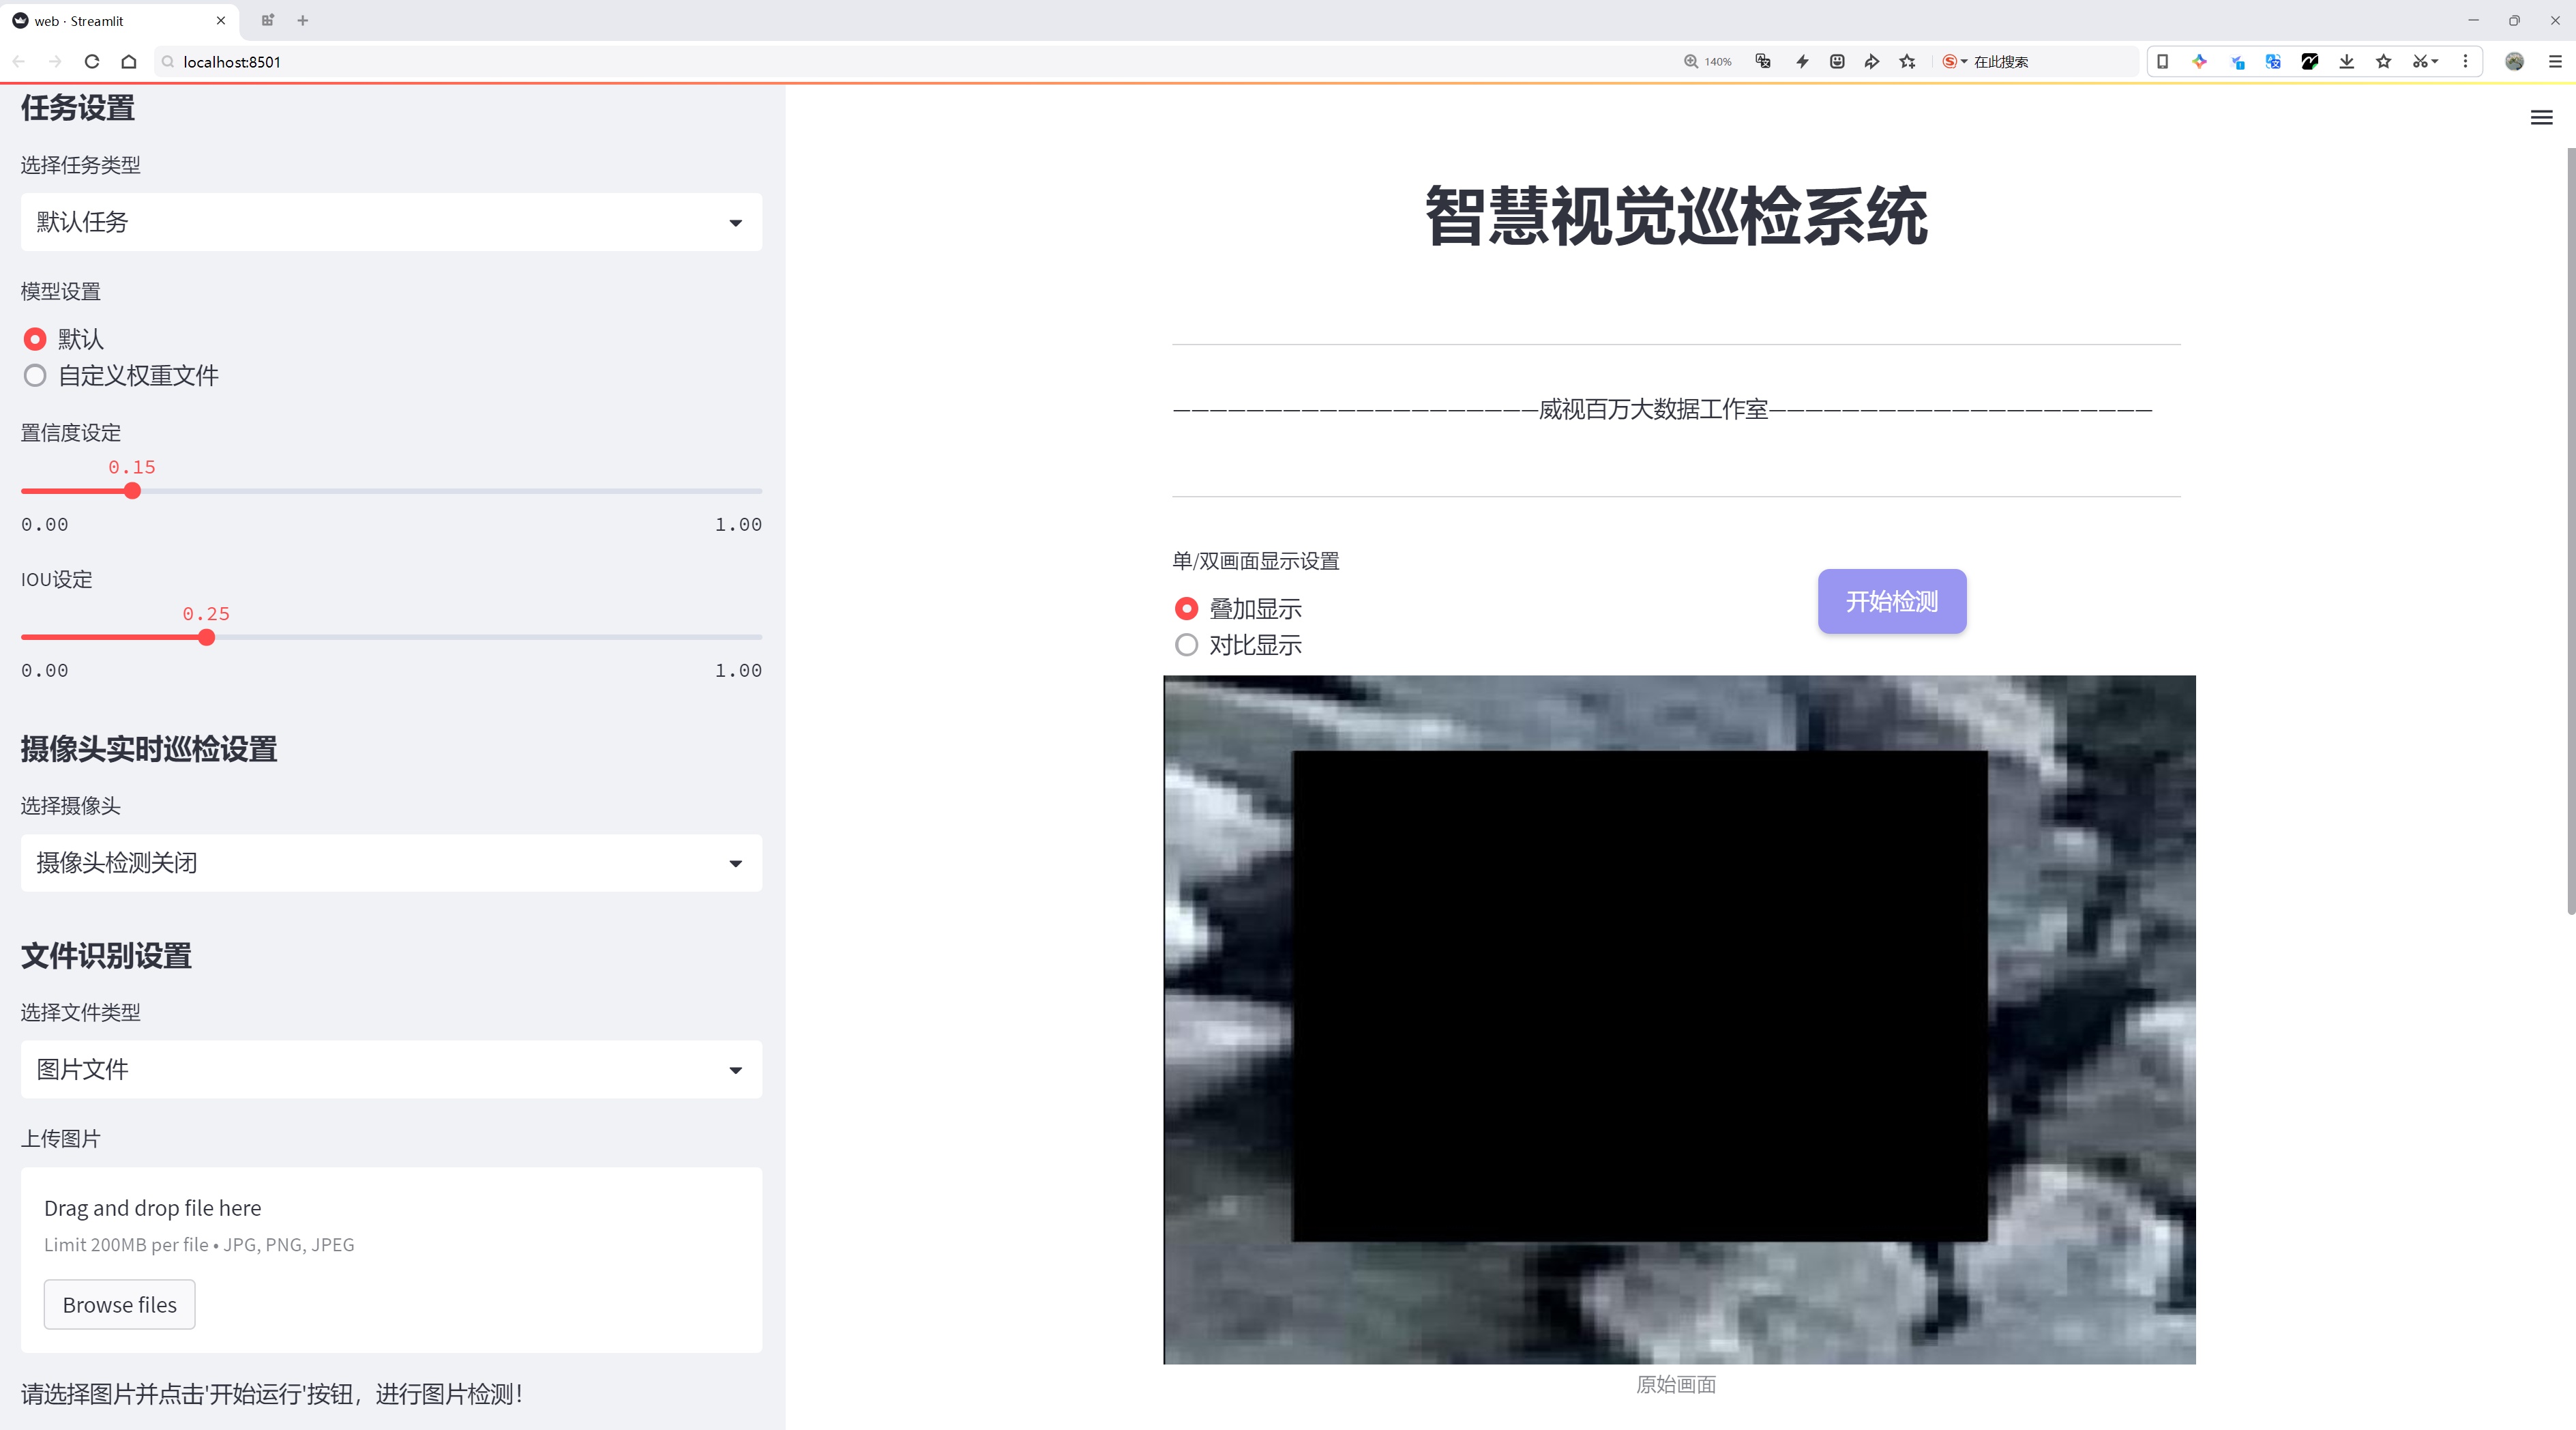 web · Streamlit
localhost:8501
140%
在此搜索
任务设置
选择任务类型
默认任务
模型设置
默认
自定义权重文件
置信度设定
0.15
0.00
1.00
IOU设定
0.25
0.00
1.00
摄像头实时巡检设置
选择摄像头
摄像头检测关闭
文件识别设置
选择文件类型
图片文件
上传图片
Drag and drop file here
Limit 200MB per file • JPG, PNG, JPEG
Browse files
请选择图片并点击'开始运行'按钮，进行图片检测！
智慧视觉巡检系统
————————————————————威视百万大数据工作室—————————————————————
单/双画面显示设置
叠加显示
对比显示
开始检测
原始画面